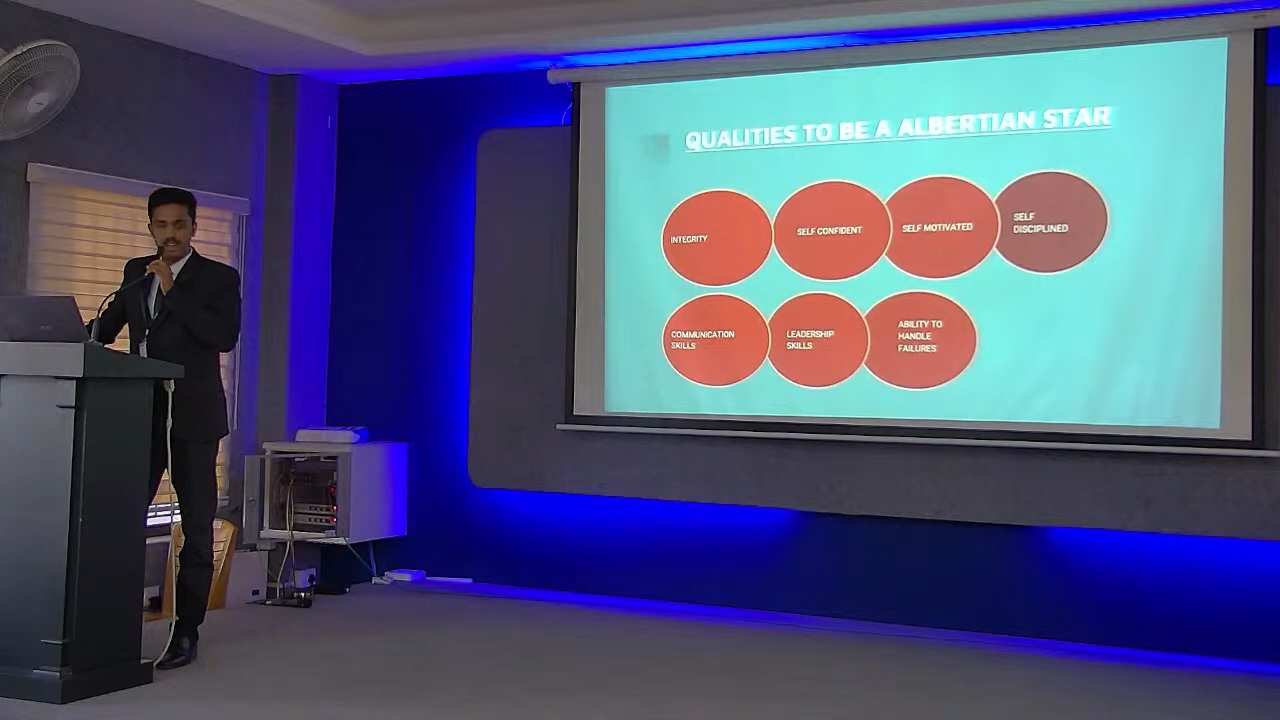 QUALITIES TO BE A ALBERTIAN STAR
INTEGRITY
SELF CONFIDENT
SELF MOTIVATED
SELF
DISCIPLINED
COMMUNICATION
SKILLS
LEADERSHIP
SKILLS
ABILITY TO
HANDLE
FAILURES